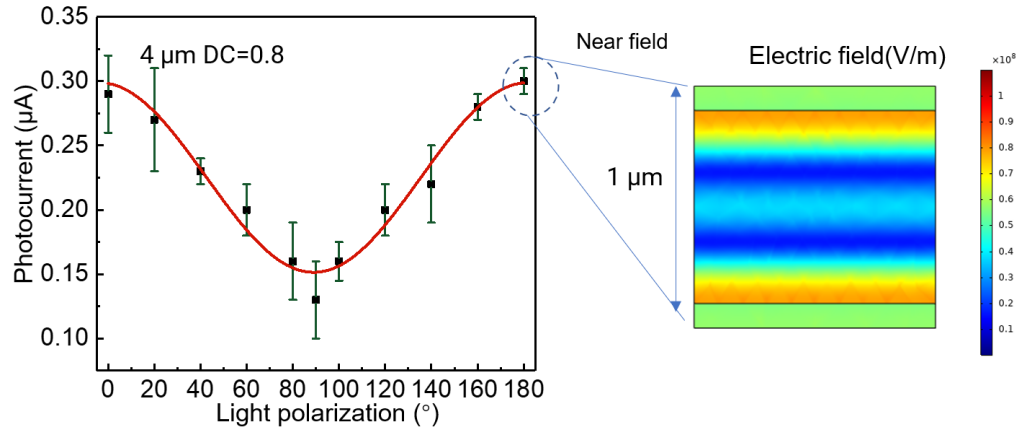 4 μm DC=0.8
Photocurrent (μA)
0.35
0.30
0.25
0.20
0.15
0.10
0 20 40 60 80 100 120 140 160 180
Light polarization (°)
Near field
1 μm
Electric field(V/m)
×10⁸
1
0.9
0.8
0.7
0.6
0.5
0.4
0.3
0.2
0.1